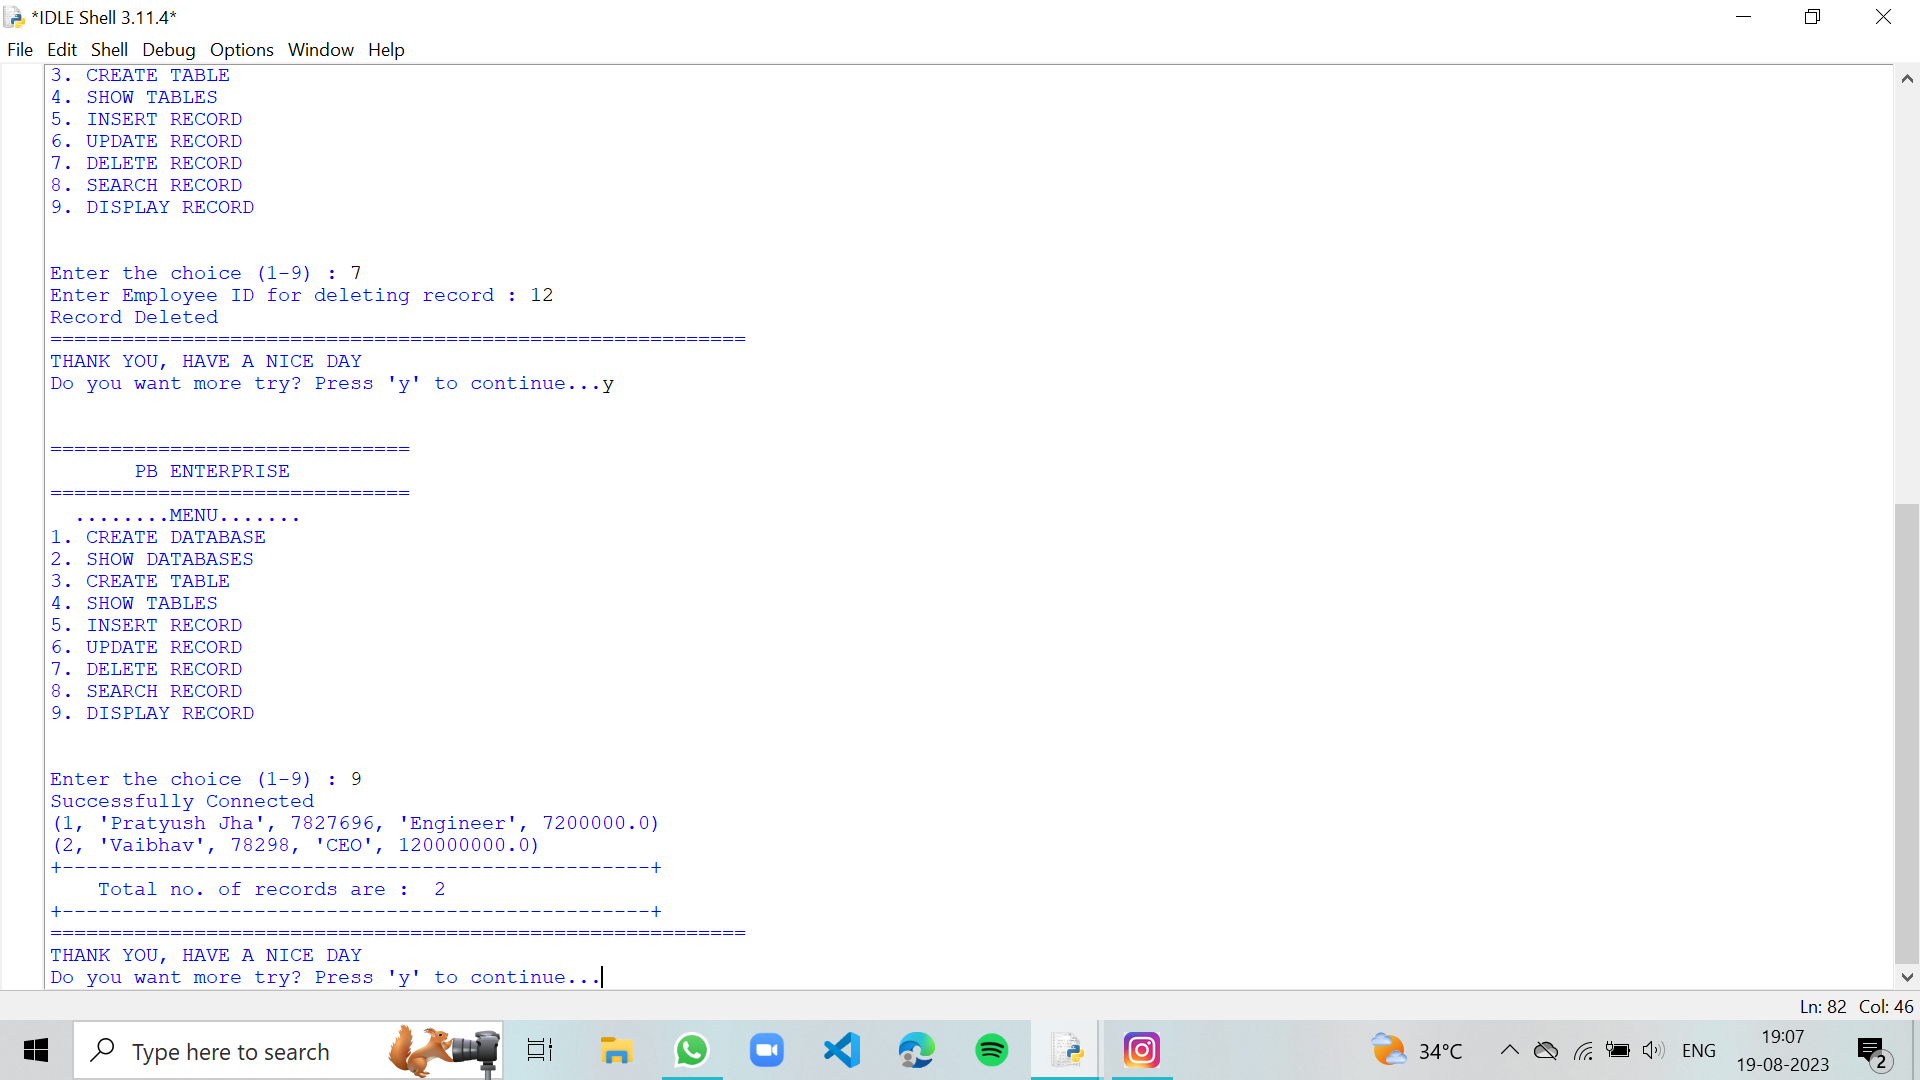 *IDLE Shell 3.11.4*
File Edit Shell Debug Options Window Help
3. CREATE TABLE
4. SHOW TABLES
5. INSERT RECORD
6. UPDATE RECORD
7. DELETE RECORD
8. SEARCH RECORD
9. DISPLAY RECORD
Enter the choice (1-9) : 7
Enter Employee ID for deleting record : 12
Record Deleted
==========================================================
THANK YOU, HAVE A NICE DAY
Do you want more try? Press 'y' to continue...y
==============================
PB ENTERPRISE
==============================
........MENU.......
1. CREATE DATABASE
2. SHOW DATABASES
3. CREATE TABLE
4. SHOW TABLES
5. INSERT RECORD
6. UPDATE RECORD
7. DELETE RECORD
8. SEARCH RECORD
9. DISPLAY RECORD
Enter the choice (1-9) : 9
Successfully Connected
(1, 'Pratyush Jha', 7827696, 'Engineer', 7200000.0)
(2, 'Vaibhav', 78298, 'CEO', 120000000.0)
+-------------------------------------------------+
Total no. of records are :  2
+-------------------------------------------------+
==========================================================
THANK YOU, HAVE A NICE DAY
Do you want more try? Press 'y' to continue...
Ln: 82 Col: 46
Type here to search
34°C
ENG
19:07
19-08-2023
2